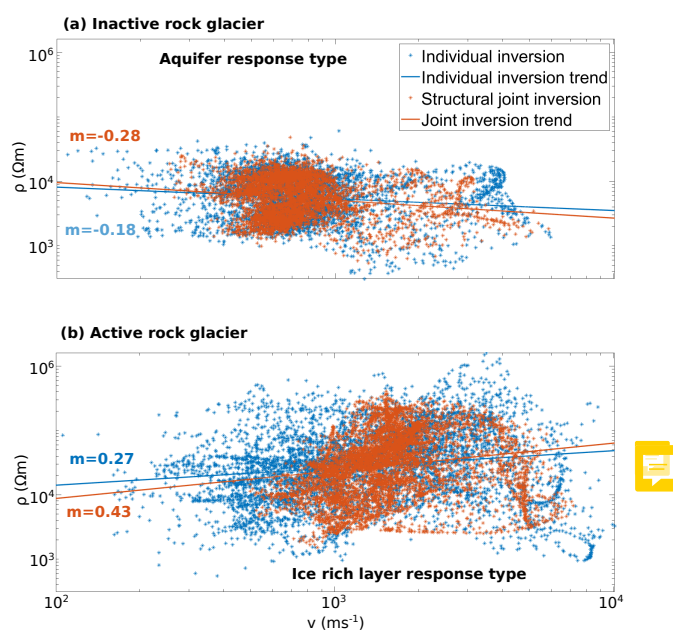 (a) Inactive rock glacier
10⁶
Aquifer response type
Individual inversion
Individual inversion trend
Structural joint inversion
Joint inversion trend
m=-0.28
ρ (Ωm)
10⁴
m=-0.18
10³
(b) Active rock glacier
10⁶
m=0.27
ρ (Ωm)
10⁴
m=0.43
10³
Ice rich layer response type
10² 10³ 10⁴
v (ms⁻¹)